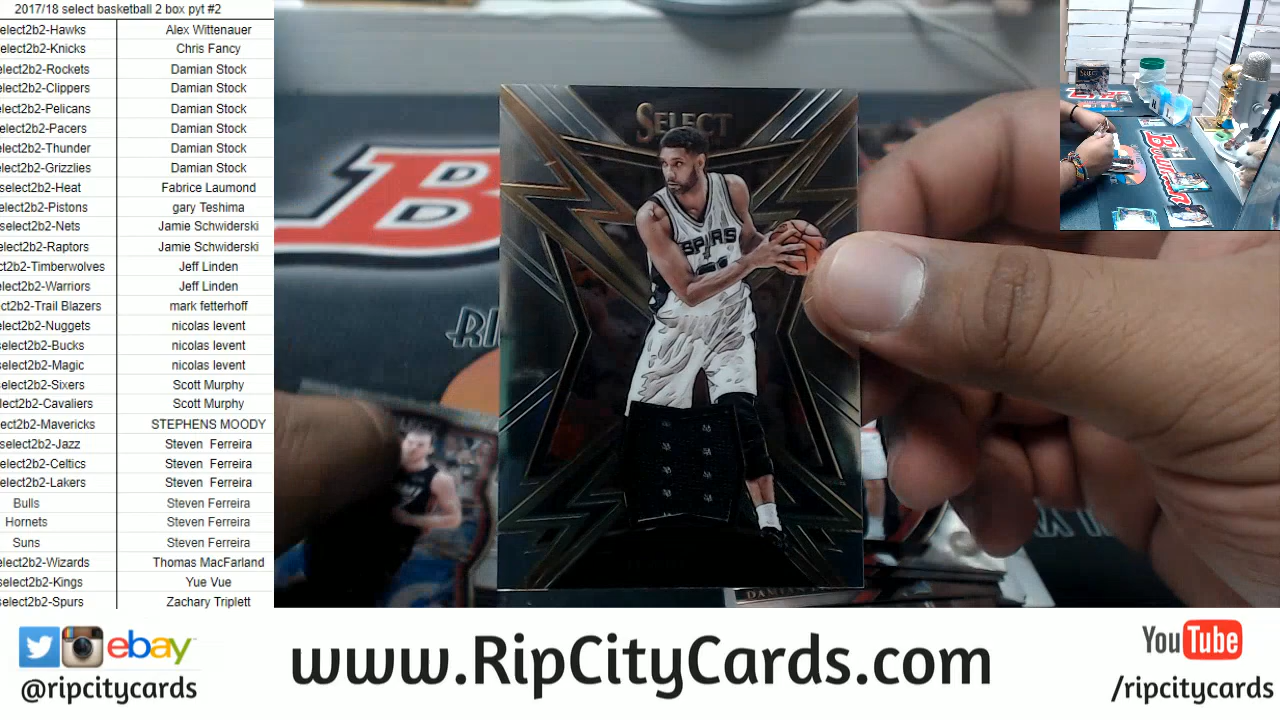 2017/18 select basketball 2 box pyt #2
elect2b2-Hawks Alex Wittenauer
elect2b2-Knicks Chris Fancy
elect2b2-Rockets Damian Stock
elect2b2-Clippers Damian Stock
elect2b2-Pelicans Damian Stock
elect2b2-Pacers Damian Stock
elect2b2-Thunder Damian Stock
elect2b2-Grizzlies Damian Stock
select2b2-Heat Fabrice Laumond
elect2b2-Pistons gary Teshima
select2b2-Nets Jamie Schwiderski
elect2b2-Raptors Jamie Schwiderski
ct2b2-Timberwolves Jeff Linden
ect2b2-Warriors Jeff Linden
ct2b2-Trail Blazers mark fetterhoff
elect2b2-Nuggets nicolas levent
elect2b2-Bucks nicolas levent
elect2b2-Magic nicolas levent
elect2b2-Sixers Scott Murphy
lect2b2-Cavaliers Scott Murphy
ect2b2-Mavericks STEPHENS MOODY
select2b2-Jazz Steven Ferreira
elect2b2-Celtics Steven Ferreira
elect2b2-Lakers Steven Ferreira
Bulls Steven Ferreira
Hornets Steven Ferreira
Suns Steven Ferreira
elect2b2-Wizards Thomas MacFarland
select2b2-Kings Yue Vue
select2b2-Spurs Zachary Triplett
SELECT
SPURS
B
RI
DAMIAN
BOWMAN
ebay
@ripcitycards
www.RipCityCards.com
YouTube
/ripcitycards